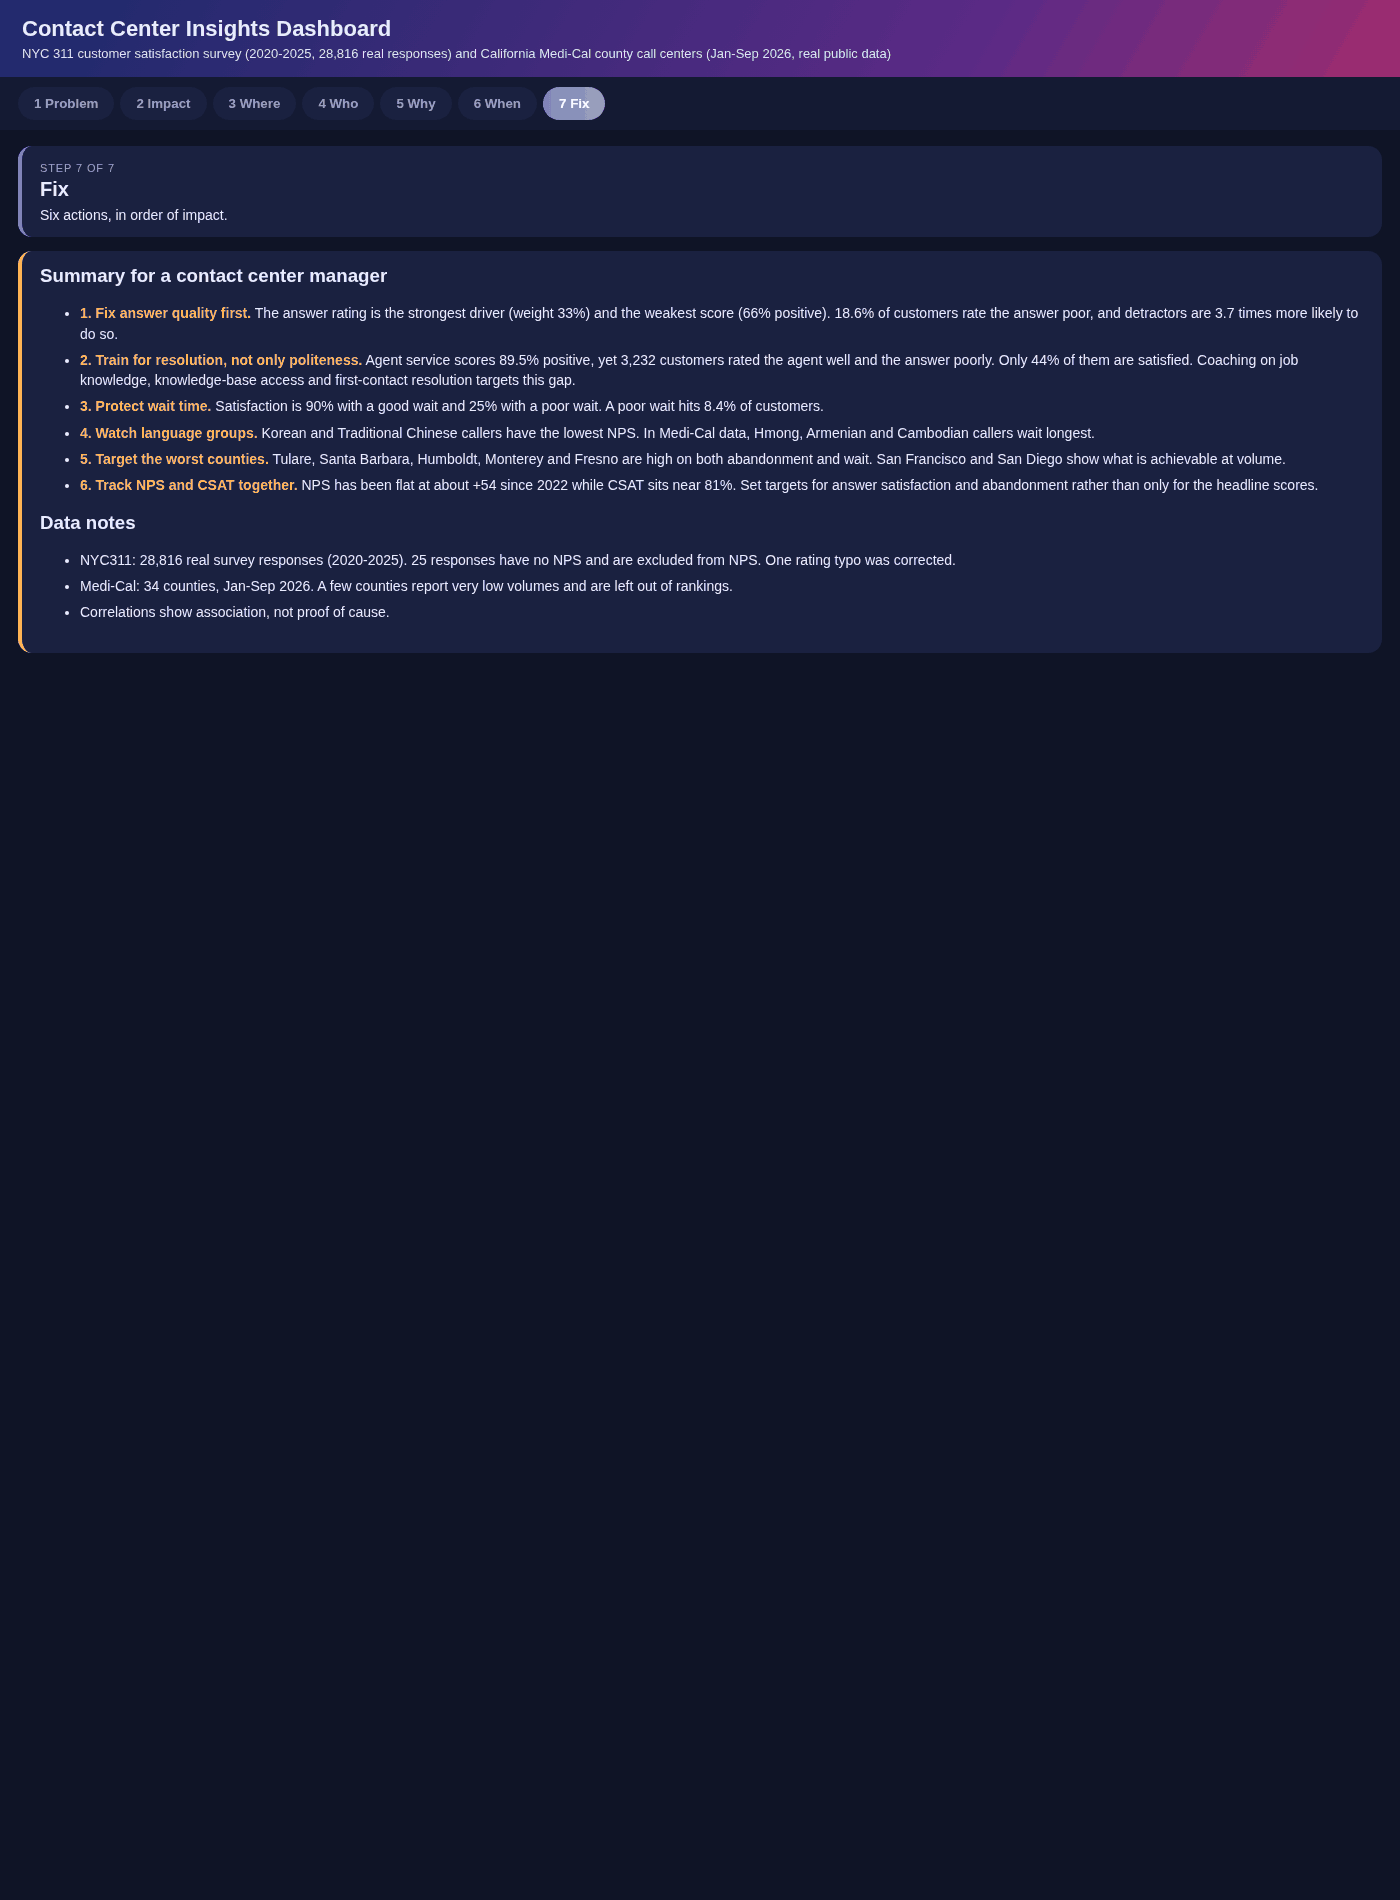 Contact Center Insights Dashboard
NYC 311 customer satisfaction survey (2020-2025, 28,816 real responses) and California Medi-Cal county call centers (Jan-Sep 2026, real public data)
1 Problem
2 Impact
3 Where
4 Who
5 Why
6 When
7 Fix
STEP 7 OF 7
Fix
Six actions, in order of impact.
Summary for a contact center manager
• 1. Fix answer quality first. The answer rating is the strongest driver (weight 33%) and the weakest score (66% positive). 18.6% of customers rate the answer poor, and detractors are 3.7 times more likely to
do so.
• 2. Train for resolution, not only politeness. Agent service scores 89.5% positive, yet 3,232 customers rated the agent well and the answer poorly. Only 44% of them are satisfied. Coaching on job
knowledge, knowledge-base access and first-contact resolution targets this gap.
• 3. Protect wait time. Satisfaction is 90% with a good wait and 25% with a poor wait. A poor wait hits 8.4% of customers.
• 4. Watch language groups. Korean and Traditional Chinese callers have the lowest NPS. In Medi-Cal data, Hmong, Armenian and Cambodian callers wait longest.
• 5. Target the worst counties. Tulare, Santa Barbara, Humboldt, Monterey and Fresno are high on both abandonment and wait. San Francisco and San Diego show what is achievable at volume.
• 6. Track NPS and CSAT together. NPS has been flat at about +54 since 2022 while CSAT sits near 81%. Set targets for answer satisfaction and abandonment rather than only for the headline scores.
Data notes
• NYC311: 28,816 real survey responses (2020-2025). 25 responses have no NPS and are excluded from NPS. One rating typo was corrected.
• Medi-Cal: 34 counties, Jan-Sep 2026. A few counties report very low volumes and are left out of rankings.
• Correlations show association, not proof of cause.